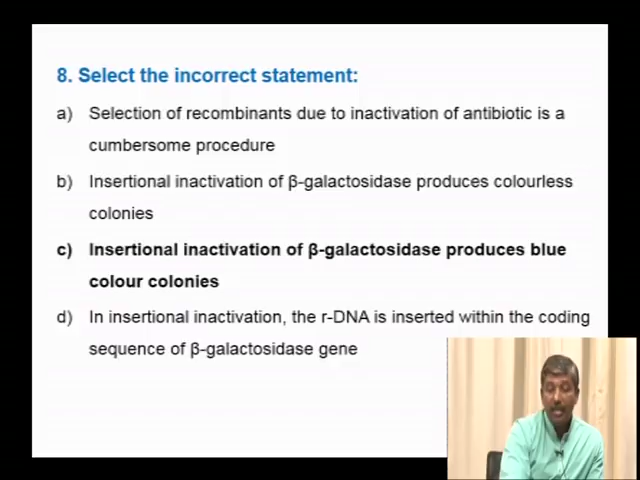 8. Select the incorrect statement:
a) Selection of recombinants due to inactivation of antibiotic is a
cumbersome procedure
b) Insertional inactivation of β-galactosidase produces colourless
colonies
c) Insertional inactivation of β-galactosidase produces blue
colour colonies
d) In insertional inactivation, the r-DNA is inserted within the coding
sequence of β-galactosidase gene